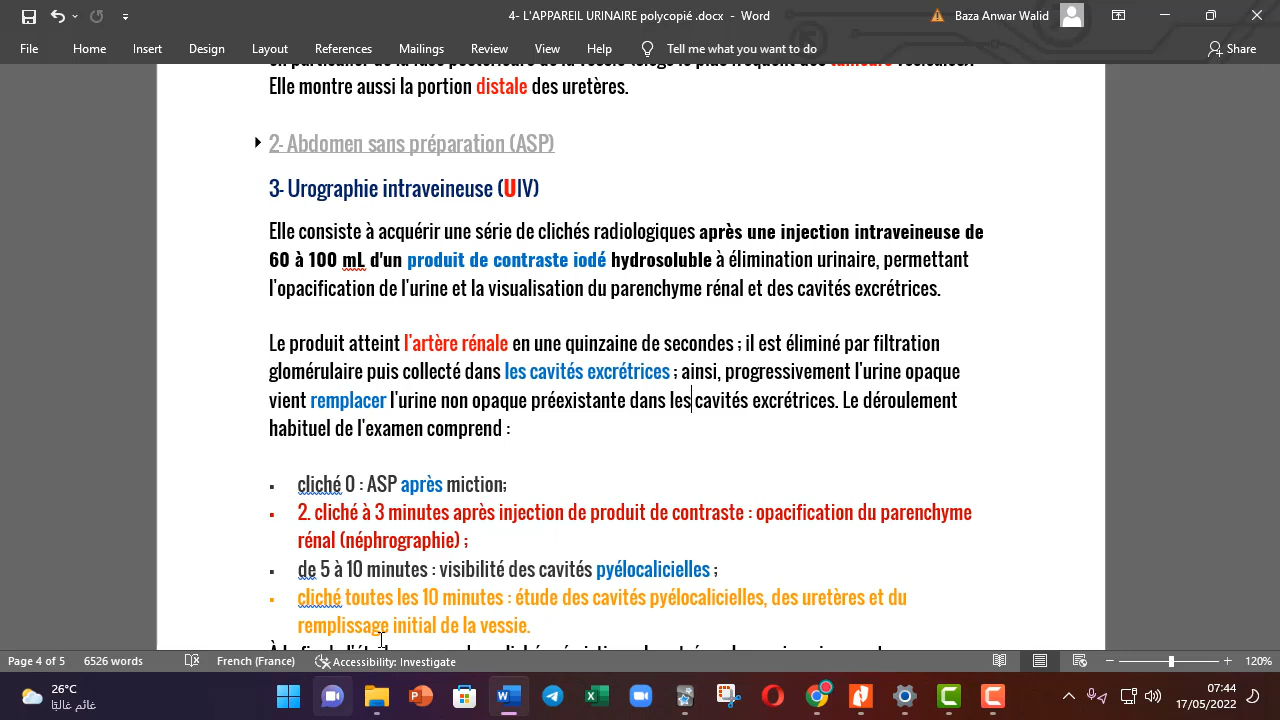 4- L'APPAREIL URINAIRE polycopié .docx - Word
Baza Anwar Walid
File Home Insert Design Layout References Mailings Review View Help Tell me what you want to do Share
Elle montre aussi la portion distale des uretères.
2- Abdomen sans préparation (ASP)
3- Urographie intraveineuse (UIV)
Elle consiste à acquérir une série de clichés radiologiques après une injection intraveineuse de
60 à 100 mL d'un produit de contraste iodé hydrosoluble à élimination urinaire, permettant
l'opacification de l'urine et la visualisation du parenchyme rénal et des cavités excrétrices.
Le produit atteint l'artère rénale en une quinzaine de secondes ; il est éliminé par filtration
glomérulaire puis collecté dans les cavités excrétrices ; ainsi, progressivement l'urine opaque
vient remplacer l'urine non opaque préexistante dans les cavités excrétrices. Le déroulement
habituel de l'examen comprend :
▪ cliché 0 : ASP après miction;
▪ 2. cliché à 3 minutes après injection de produit de contraste : opacification du parenchyme
rénal (néphrographie) ;
▪ de 5 à 10 minutes : visibilité des cavités pyélocalicielles ;
▪ cliché toutes les 10 minutes : étude des cavités pyélocalicielles, des uretères et du
remplissage initial de la vessie.
Page 4 of 5 6526 words French (France) Accessibility: Investigate 120%
26°C
غائم غالبًا
07:44
17/05/2022